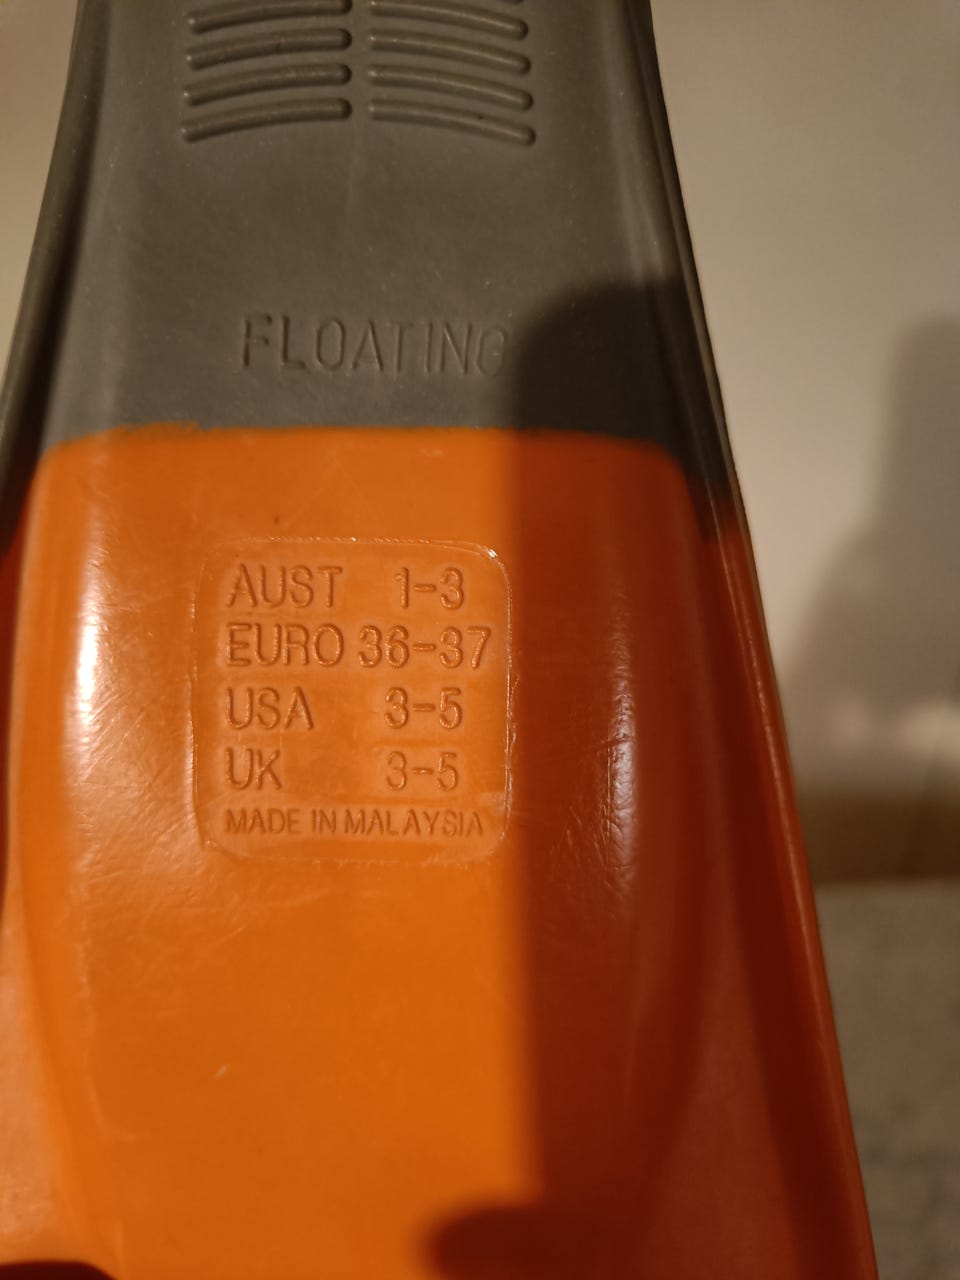 FLOATING
AUST 1-3
EURO 36-37
USA 3-5
UK 3-5
MADE IN MALAYSIA